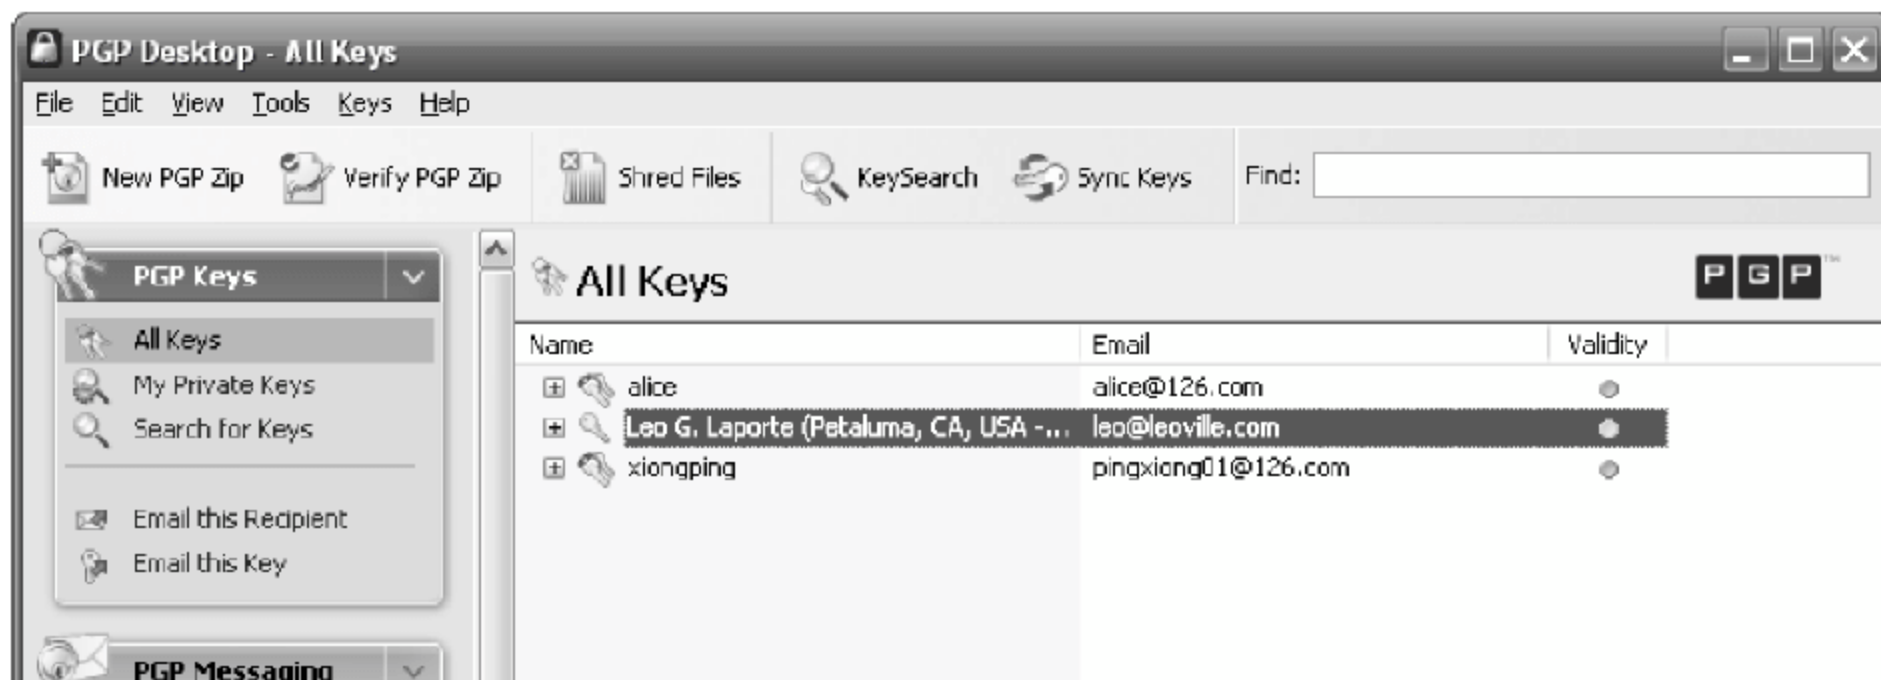 PGP Desktop - All Keys
File Edit View Tools Keys Help
New PGP Zip Verify PGP Zip Shred Files KeySearch Sync Keys Find:
PGP Keys
All Keys
My Private Keys
Search for Keys
Email this Recipient
Email this Key
PGP Messaging
All Keys
PGP™
Name Email Validity
alice alice@126.com
Leo G. Laporte (Petaluma, CA, USA -... leo@leoville.com
xiongping pingxiong01@126.com